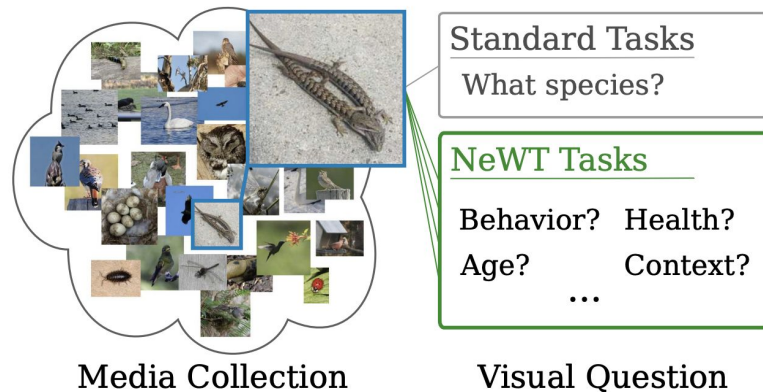 Standard Tasks
What species?
NeWT Tasks
Behavior? Health?
Age? Context?
...
Media Collection
Visual Question